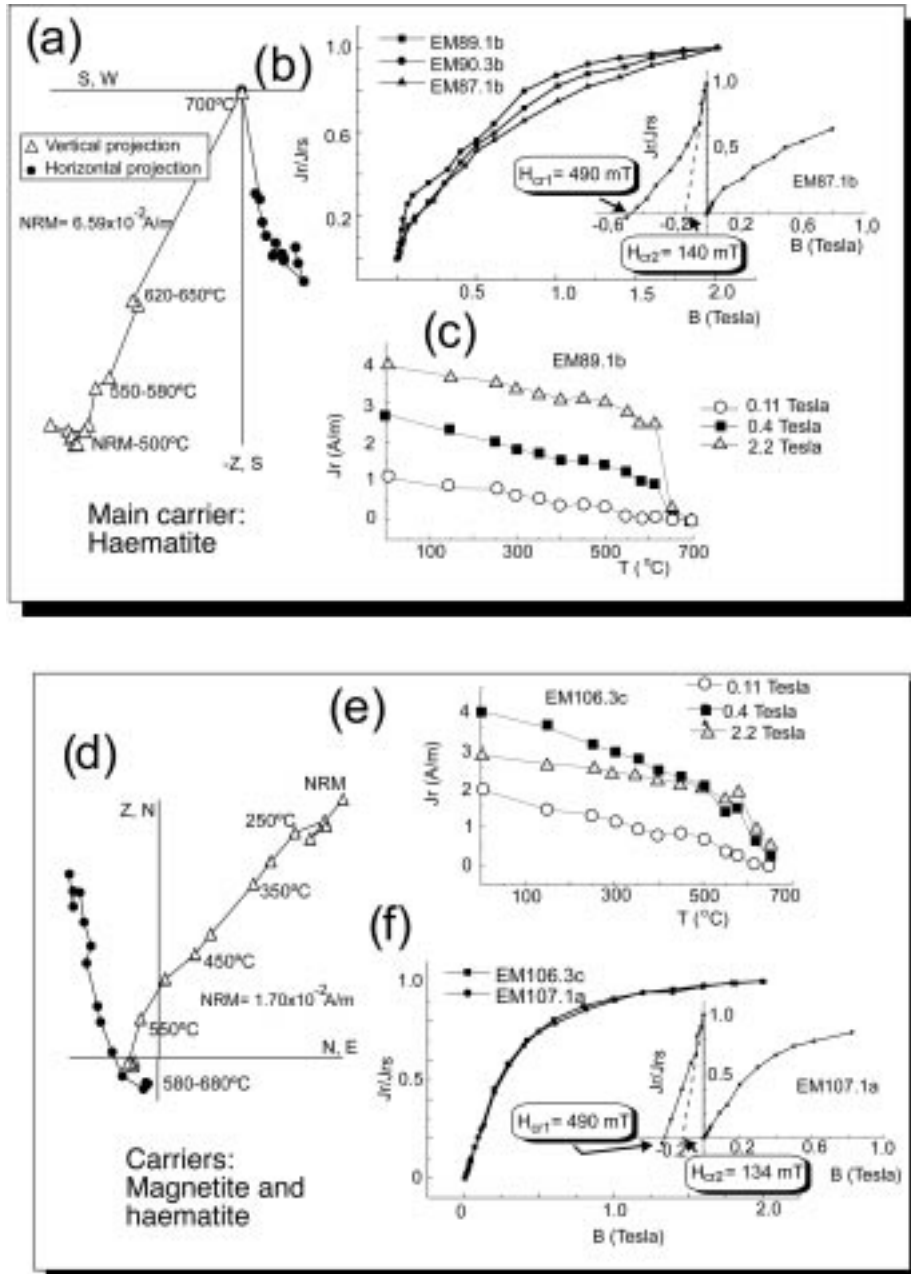 (a)
S, W
700ºC
Vertical projection
Horizontal projection
NRM= 6.59x10-2A/m
620-650ºC
550-580ºC
NRM-500ºC
-Z, S
Main carrier:
Haematite
(b)
EM89.1b
EM90.3b
EM87.1b
1.0
0.6
0.2
Jr/Jrs
0.5
1.0
1.5
2.0
B (Tesla)
1.0
0,5
Jr/Jrs
Hcr1= 490 mT
EM87.1b
-0.6
-0.2
0.2
0.6
1.0
B (Tesla)
Hcr2= 140 mT
(c)
EM89.1b
4
3
2
1
0
Jr (A/m)
0.11 Tesla
0.4 Tesla
2.2 Tesla
100
300
500
700
T (ºC)
(d)
Z, N
NRM
250ºC
350ºC
450ºC
NRM= 1.70x10-2A/m
550ºC
N, E
580-680ºC
Carriers:
Magnetite and
haematite
(e)
EM106.3c
0.11 Tesla
0.4 Tesla
2.2 Tesla
4
3
2
1
0
Jr (A/m)
100
300
500
700
T (ºC)
(f)
EM106.3c
EM107.1a
1.0
0.5
0
Jr/Jrs
0
1.0
2.0
B (Tesla)
1.0
0.5
Jr/Jrs
EM107.1a
Hcr1= 490 mT
-0.2
0.2
0.6
1.0
B (Tesla)
Hcr2= 134 mT